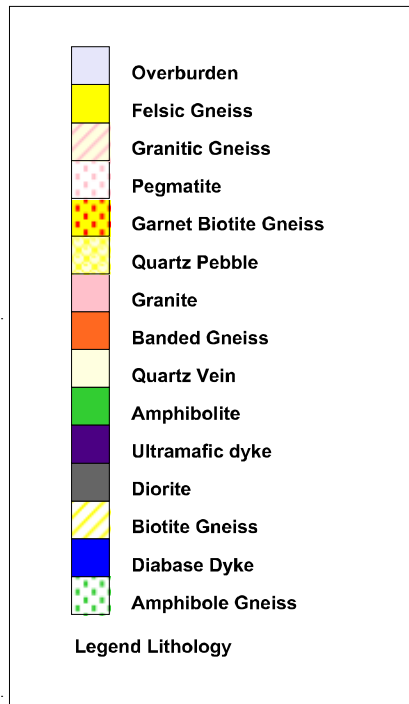 Overburden
Felsic Gneiss
Granitic Gneiss
Pegmatite
Garnet Biotite Gneiss
Quartz Pebble
Granite
Banded Gneiss
Quartz Vein
Amphibolite
Ultramafic dyke
Diorite
Biotite Gneiss
Diabase Dyke
Amphibole Gneiss
Legend Lithology